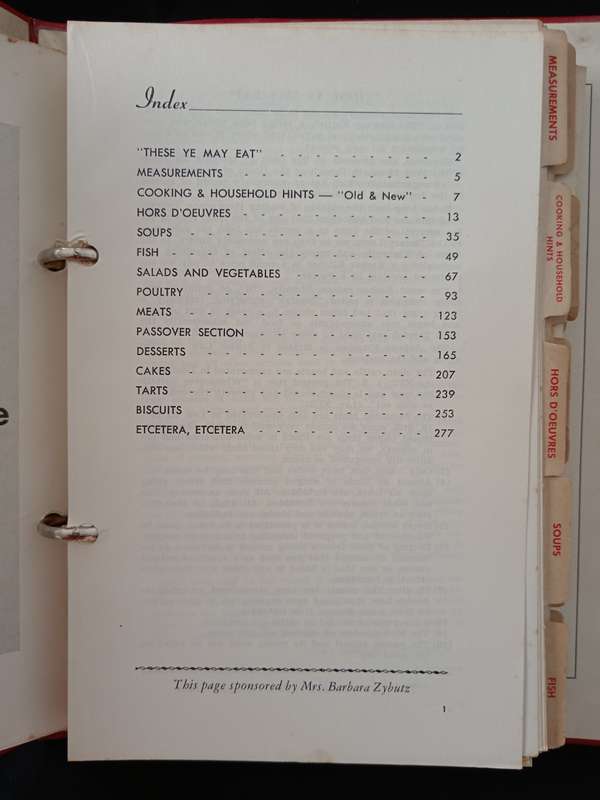 Index
"THESE YE MAY EAT" - - - - - - - - - 2
MEASUREMENTS - - - - - - - - - - - 5
COOKING & HOUSEHOLD HINTS — "Old & New" - 7
HORS D'OEUVRES - - - - - - - - - - 13
SOUPS - - - - - - - - - - - - - 35
FISH - - - - - - - - - - - - - - 49
SALADS AND VEGETABLES - - - - - - - - 67
POULTRY - - - - - - - - - - - - 93
MEATS - - - - - - - - - - - - - 123
PASSOVER SECTION - - - - - - - - - 153
DESSERTS - - - - - - - - - - - - 165
CAKES - - - - - - - - - - - - - 207
TARTS - - - - - - - - - - - - - 239
BISCUITS - - - - - - - - - - - - 253
ETCETERA, ETCETERA - - - - - - - - - 277
This page sponsored by Mrs. Barbara Zybutz
1
MEASUREMENTS
COOKING & HOUSEHOLD
HINTS
HORS D'OEUVRES
SOUPS
FISH
e